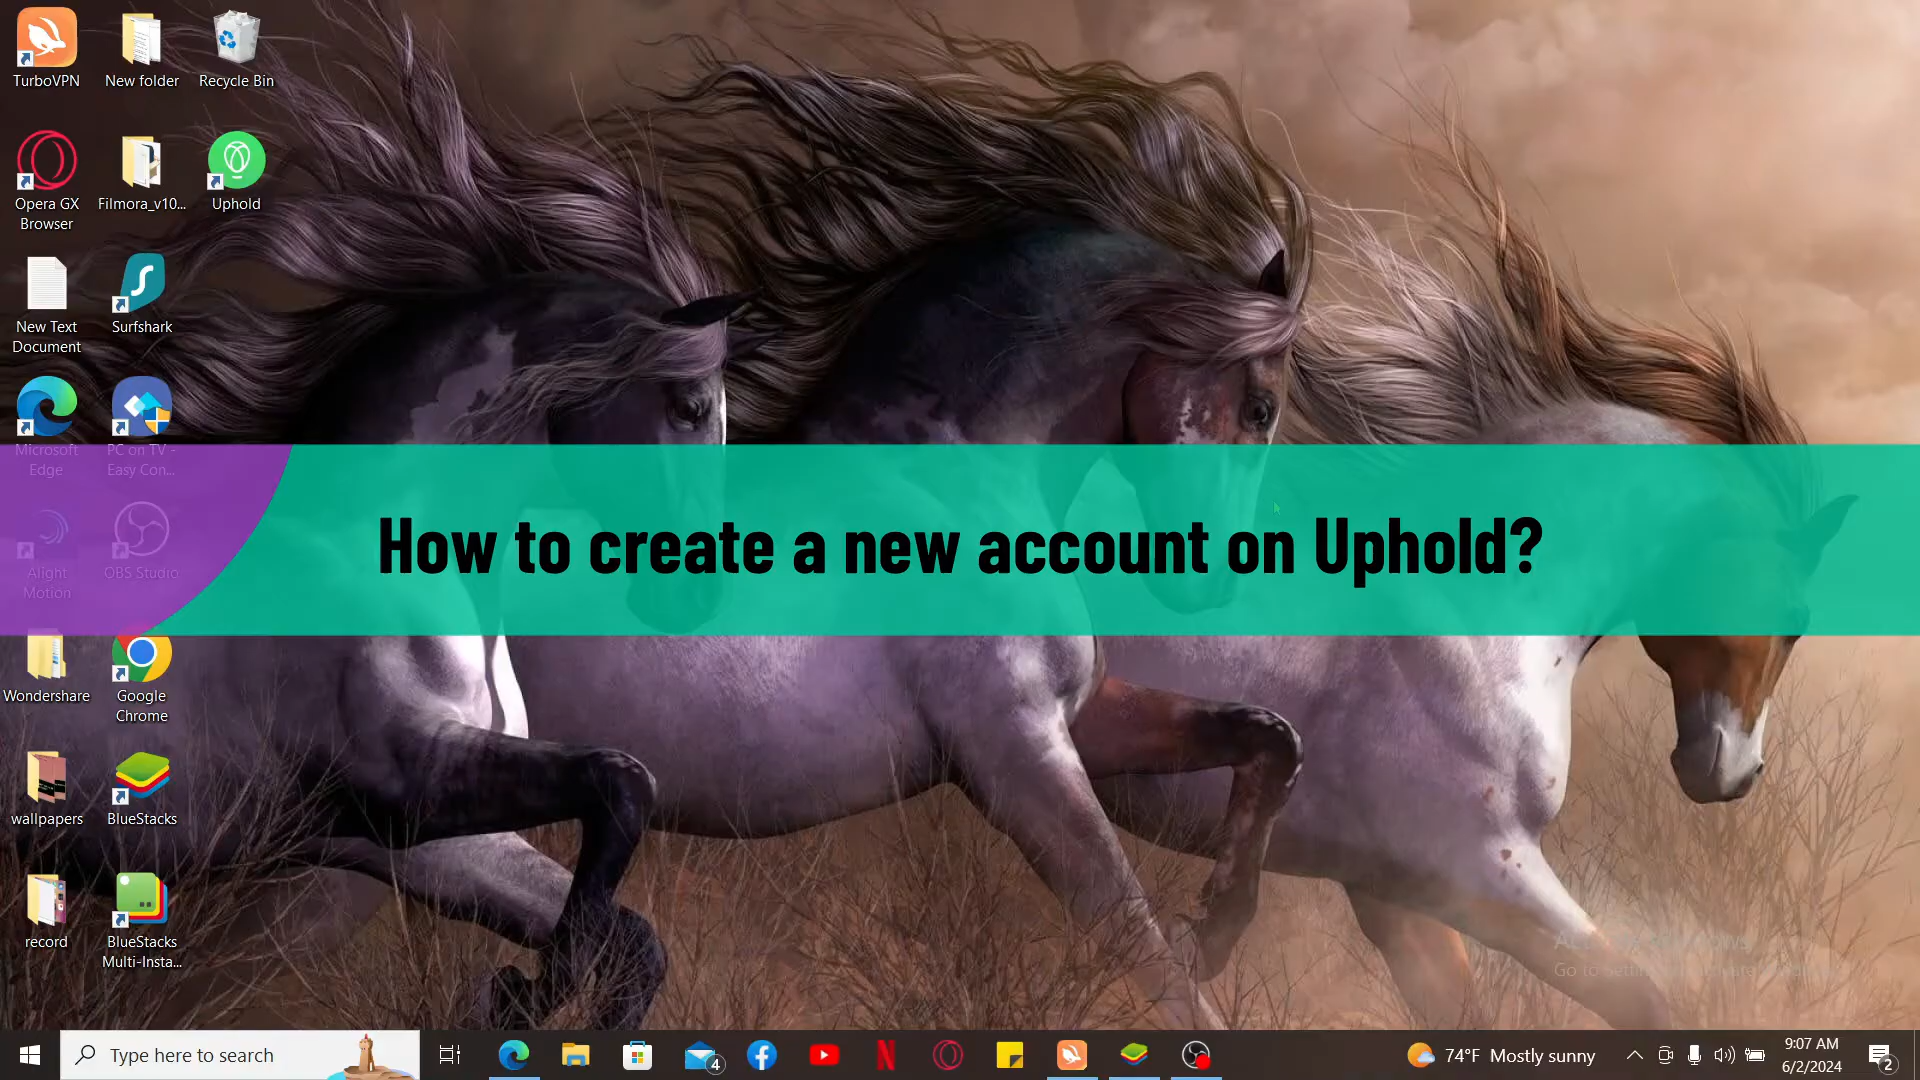 TurboVPN
New folder
Recycle Bin
Opera GX
Browser
Filmora_v10...
Uphold
New Text
Document
Surfshark
Microsoft
Edge
PC on TV -
Easy Con...
How to create a new account on Uphold?
Alight
Motion
OBS Studio
Wondershare
Google
Chrome
wallpapers
BlueStacks
record
BlueStacks
Multi-Insta...
Type here to search
4
74°F Mostly sunny
9:07 AM
6/2/2024
2